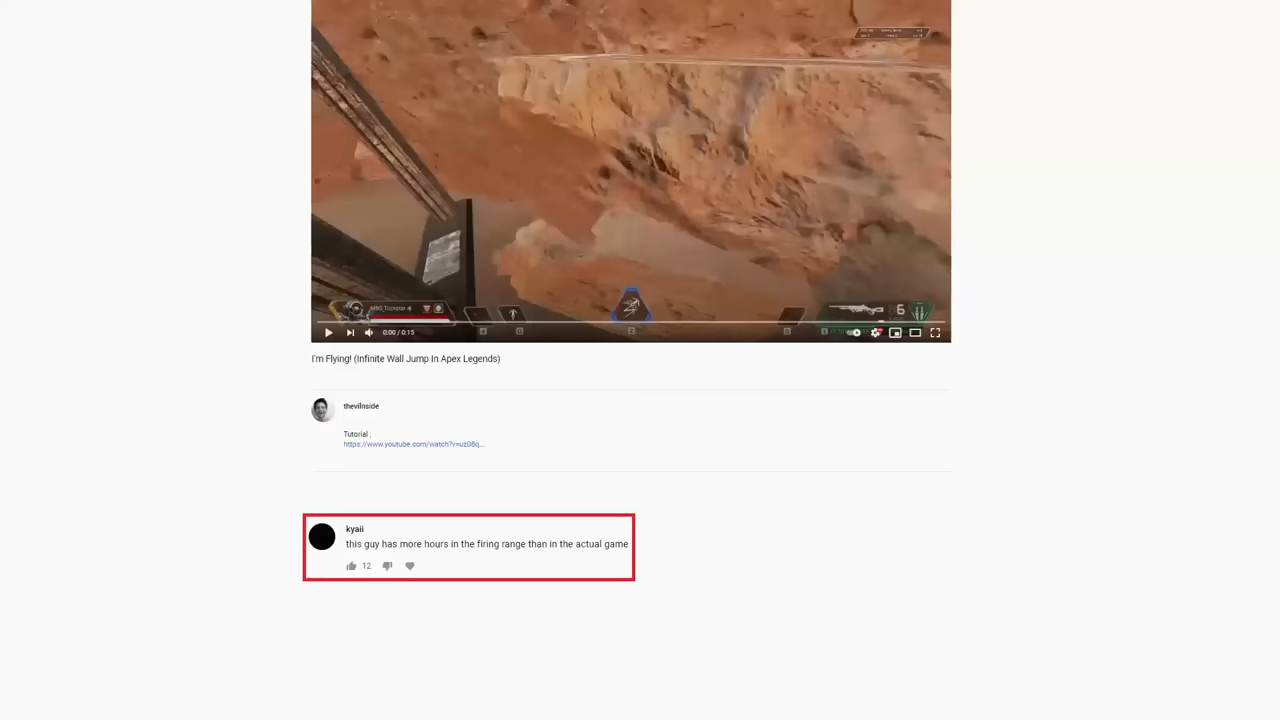 6
0:00 / 0:15
I'm Flying! (Infinite Wall Jump In Apex Legends)
thevilnside
Tutorial ;
https://www.youtube.com/watch?v=uz08q...
kyaii
this guy has more hours in the firing range than in the actual game
12